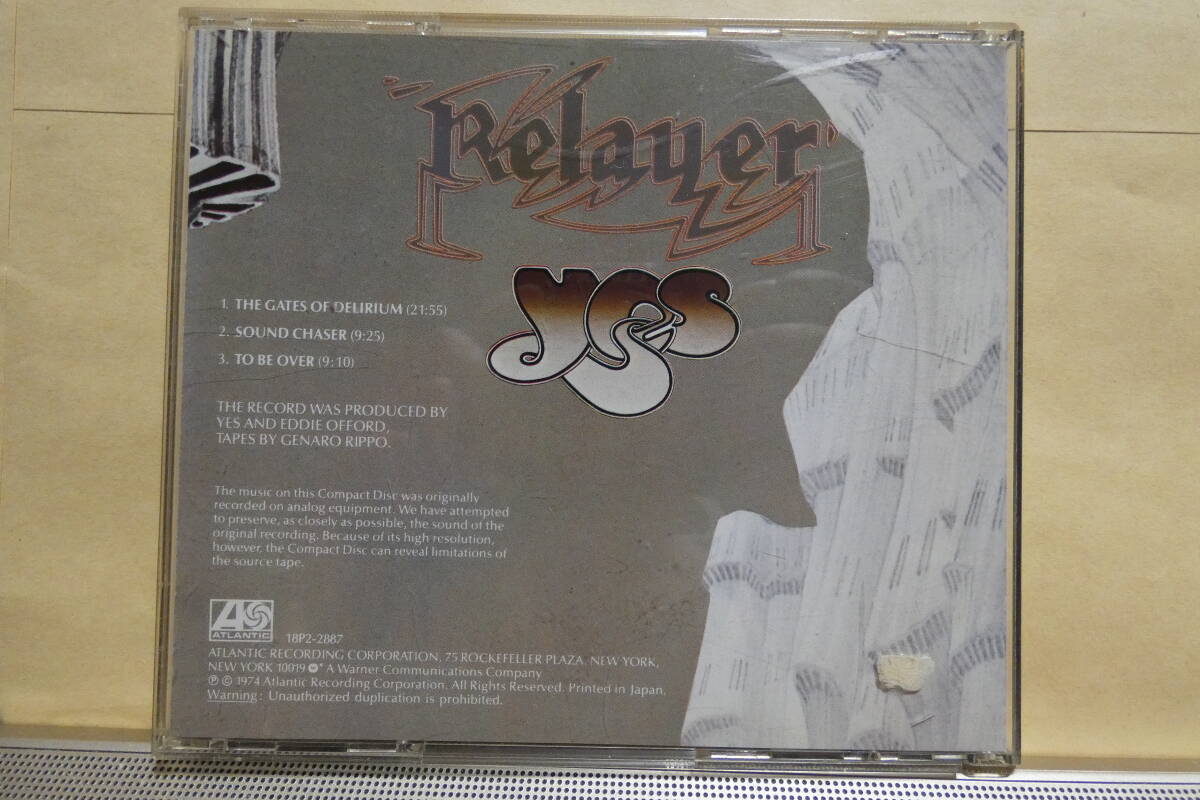 "Relayer"
YES
1. THE GATES OF DELIRIUM (21:55)
2. SOUND CHASER (9:25)
3. TO BE OVER (9:10)
THE RECORD WAS PRODUCED BY
YES AND EDDIE OFFORD,
TAPES BY GENARO RIPPO.
The music on this Compact Disc was originally
recorded on analog equipment. We have attempted
to preserve, as closely as possible, the sound of the
original recording. Because of its high resolution,
however, the Compact Disc can reveal limitations of
the source tape.
ATLANTIC
18P2-2887
ATLANTIC RECORDING CORPORATION, 75 ROCKEFELLER PLAZA, NEW YORK,
NEW YORK 10019 ® A Warner Communications Company
℗ © 1974 Atlantic Recording Corporation. All Rights Reserved. Printed in Japan.
Warning: Unauthorized duplication is prohibited.